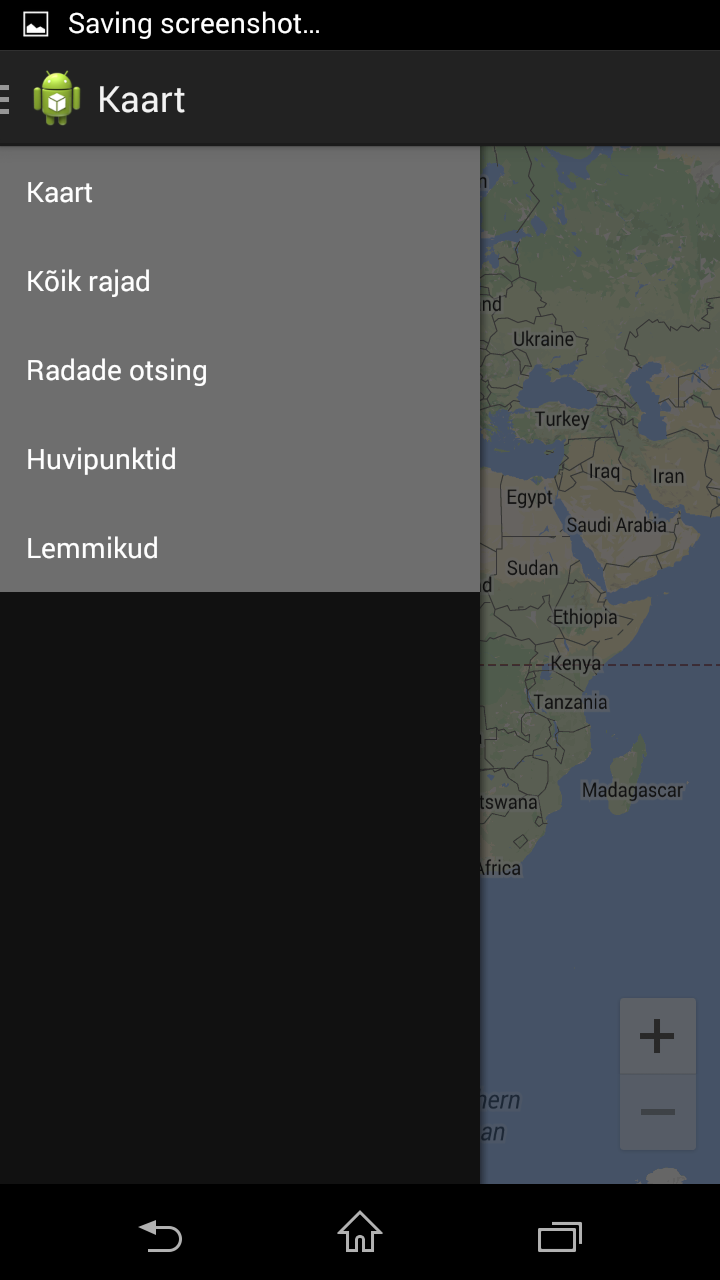 Saving screenshot...
Kaart
Kaart
Kõik rajad
Radade otsing
Huvipunktid
Lemmikud
nd
Ukraine
Turkey
Iraq
Iran
Egypt
Saudi Arabia
Sudan
d
Ethiopia
Kenya
Tanzania
Madagascar
tswana
Africa
hern
an